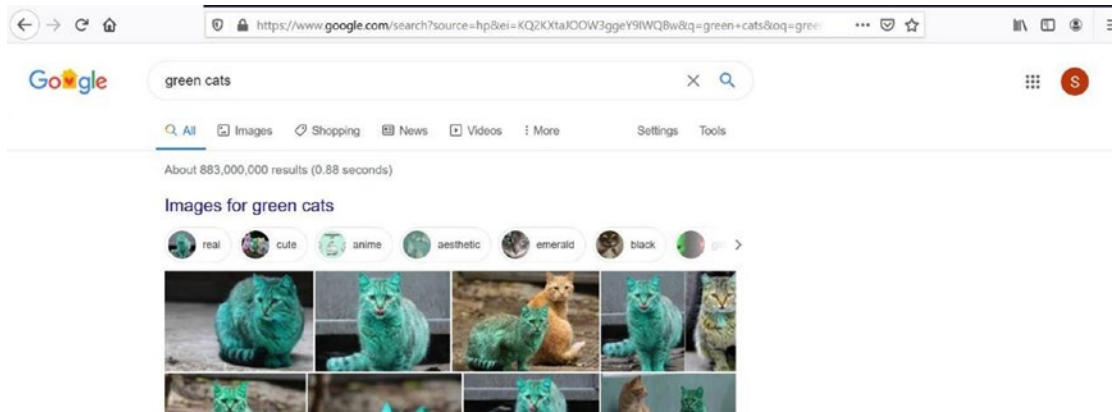 https://www.google.com/search?source=hp&ei=KQ2KXtaJOOW3ggeY9IWQBw&q=green+cats&oq=gree
Google
green cats
S
All Images Shopping News Videos More Settings Tools
About 883,000,000 results (0.88 seconds)
Images for green cats
real cute anime aesthetic emerald black